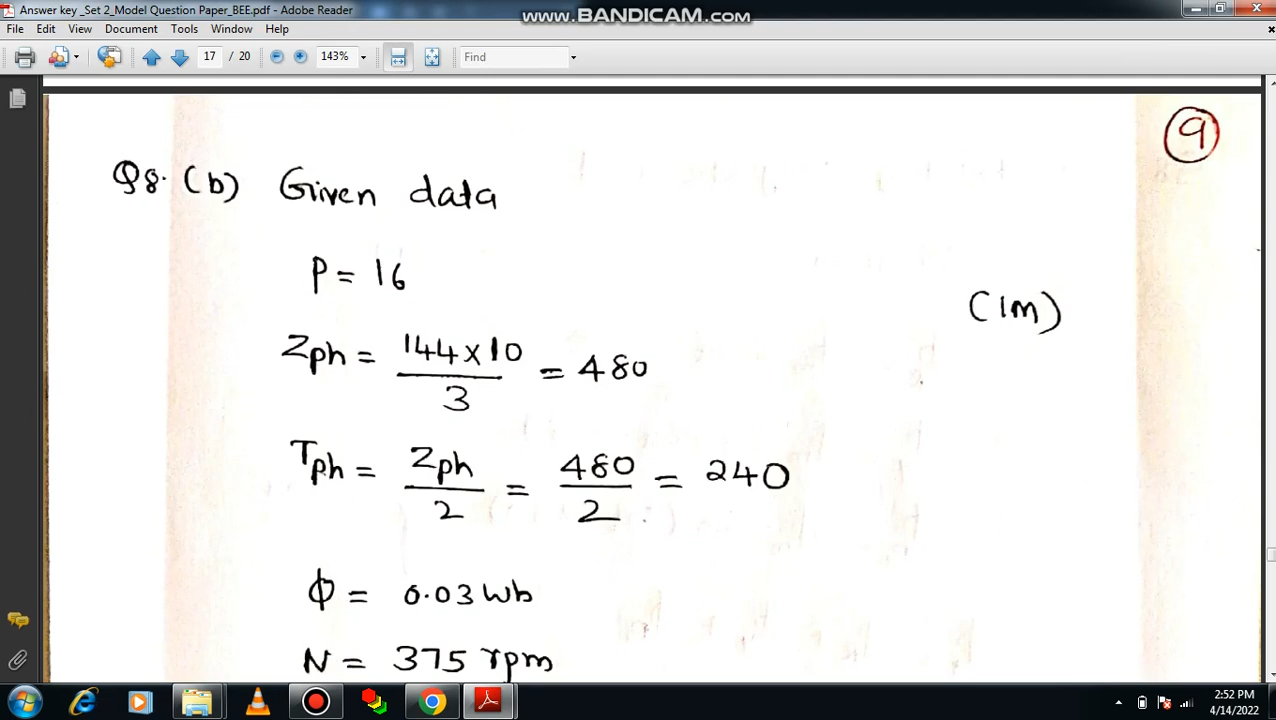 Answer key _Set 2_Model Question Paper_BEE.pdf - Adobe Reader
www.BANDICAM.com
File Edit View Document Tools Window Help
17 / 20 143% Find
9
Q8. (b) Given data
P = 16
(1M)
Zph = 144 x 10 / 3 = 480
Tph = Zph / 2 = 480 / 2 = 240
ϕ = 0.03 Wb
N = 375 rpm
2:52 PM
4/14/2022